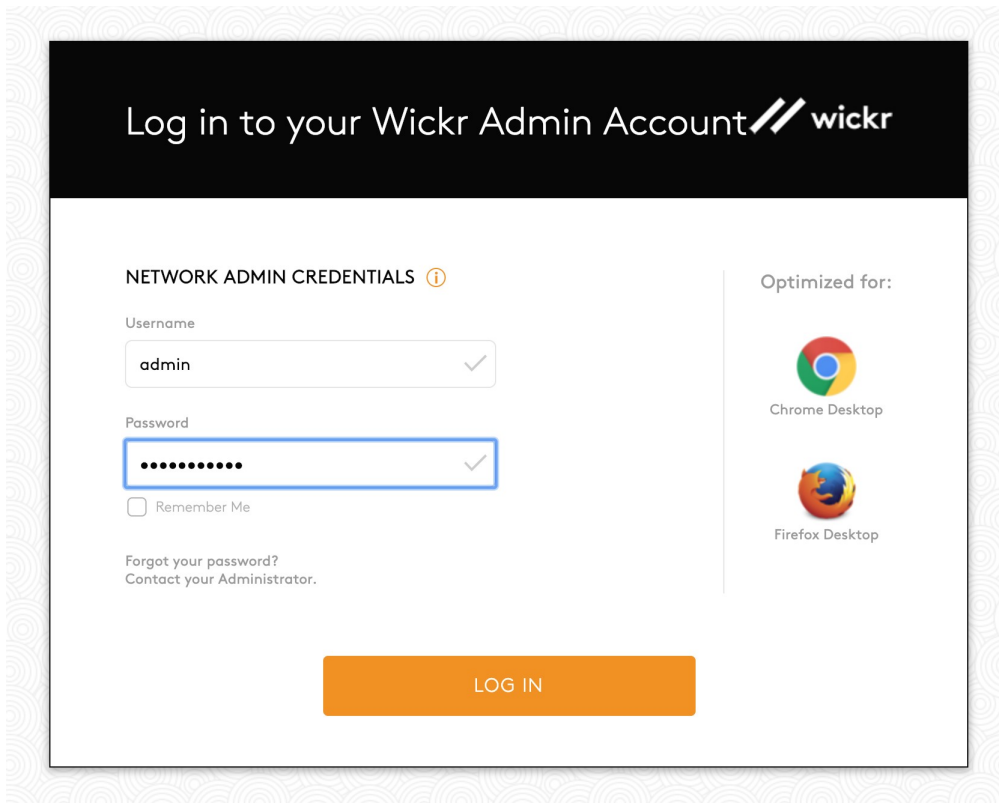 Log in to your Wickr Admin Account wickr
NETWORK ADMIN CREDENTIALS i
Username
admin
Password
•••••••••••
Remember Me
Forgot your password?
Contact your Administrator.
Optimized for:
Chrome Desktop
Firefox Desktop
LOG IN